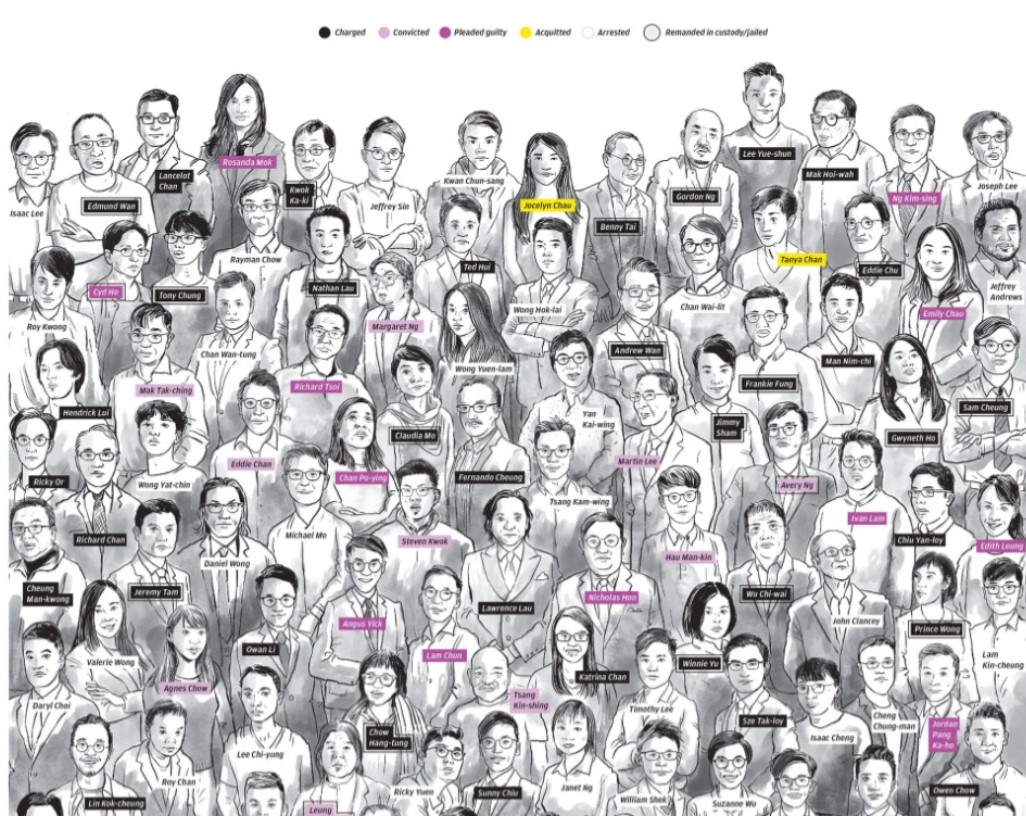 Charged
Convicted
Pleaded guilty
Acquitted
Arrested
Remanded in custody/jailed
Rosanda Mok
Lee Yue-shun
Mak Hoi-wah
Lancelot
Chan
Kwan Chun-sang
Isaac Lee
Edmund Wan
Kwok
Ka-ki
Jeffrey Sin
Jocelyn Chau
Gordon Ng
Ng Kim-sing
Joseph Lee
Benny Tai
Rayman Chow
Ted Hui
Tanya Chan
Eddie Chu
Cyd Ho
Tony Chung
Nathan Lau
Jeffrey
Andrews
Roy Kwong
Margaret Ng
Wong Hok-lai
Chan Wai-lit
Emily Chau
Chan Wan-tung
Andrew Wan
Man Nim-chi
Mak Tak-ching
Richard Tsoi
Wong Yuen-lam
Frankie Fung
Hendrick Lui
Claudia Mo
Yan
Kai-wing
Jimmy
Sham
Gwyneth Ho
Sam Cheung
Eddie Chan
Chan Po-ying
Fernando Cheung
Martin Lee
Avery Ng
Ricky Or
Wong Yat-chin
Tsang Kam-wing
Ivan Lam
Richard Chan
Michael Mo
Steven Kwok
Chiu Yan-loy
Edith Leung
Daniel Wong
Hau Man-kin
Cheung
Man-kwong
Jeremy Tam
Lawrence Lau
Nicholas Hon
Wu Chi-wai
Angus Yick
John Clancey
Prince Wong
Owan Li
Lam Chun
Valerie Wong
Winnie Yu
Lam
Kin-cheung
Agnes Chow
Katrina Chan
Daryl Choi
Tsang
Kin-shing
Timothy Lee
Sze Tak-loy
Cheng
Chung-man
Jordan
Pang
Ka-ho
Chow
Hang-tung
Isaac Cheng
Lee Chi-yung
Roy Chan
Ricky Yuen
Sunny Chiu
Janet Ng
Owen Chow
Lin Kok-cheung
William Shek
Suzanne Wu
Leung